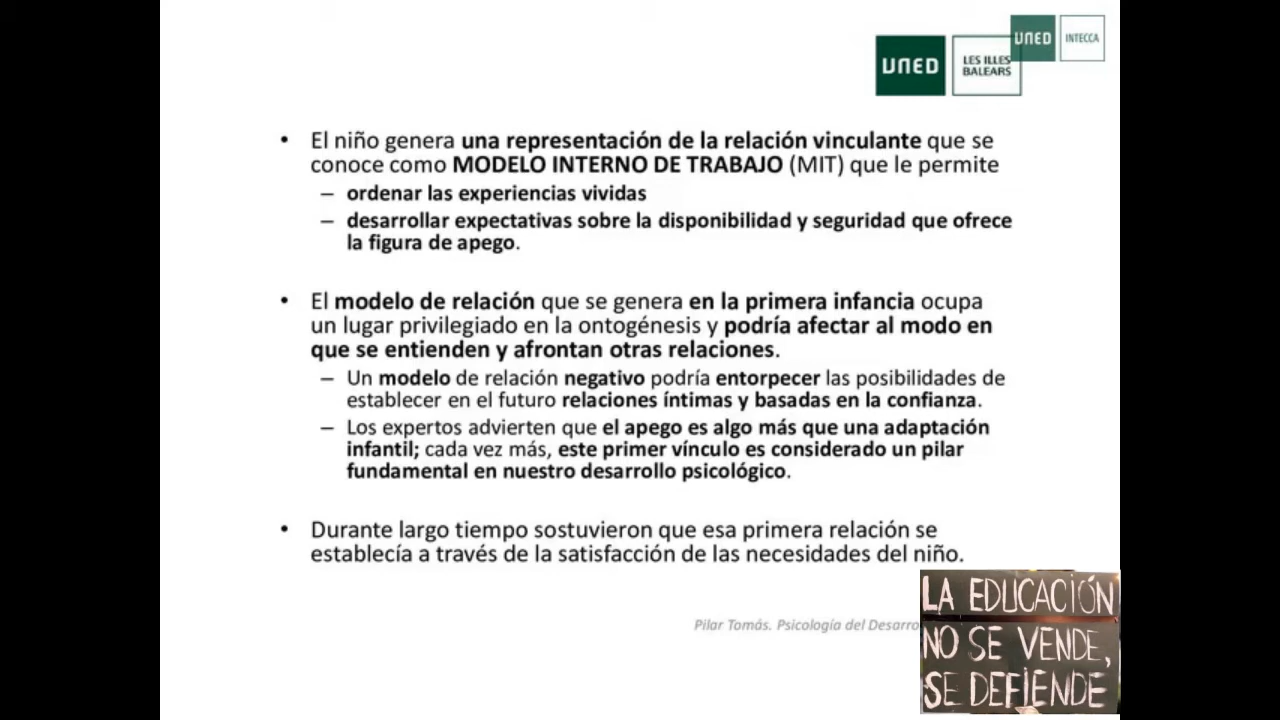 UNED
INTECCA
UNED
LES ILLES
BALEARS
• El niño genera una representación de la relación vinculante que se
conoce como MODELO INTERNO DE TRABAJO (MIT) que le permite
– ordenar las experiencias vividas
– desarrollar expectativas sobre la disponibilidad y seguridad que ofrece
la figura de apego.
• El modelo de relación que se genera en la primera infancia ocupa
un lugar privilegiado en la ontogénesis y podría afectar al modo en
que se entienden y afrontan otras relaciones.
– Un modelo de relación negativo podría entorpecer las posibilidades de
establecer en el futuro relaciones íntimas y basadas en la confianza.
– Los expertos advierten que el apego es algo más que una adaptación
infantil; cada vez más, este primer vínculo es considerado un pilar
fundamental en nuestro desarrollo psicológico.
• Durante largo tiempo sostuvieron que esa primera relación se
establecía a través de la satisfacción de las necesidades del niño.
Pilar Tomás. Psicología del
LA EDUCACIÓN
NO SE VENDE,
SE DEFIENDE